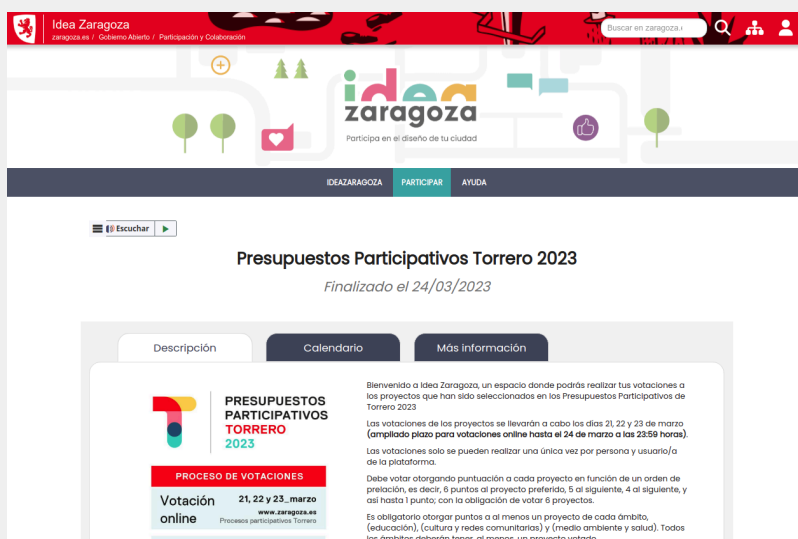 Idea Zaragoza
zaragoza.es / Gobierno Abierto / Participación y Colaboración
Buscar en zaragoza.
idea
zaragoza
Participa en el diseño de tu ciudad
IDEAZARAGOZA PARTICIPAR AYUDA
Escuchar
Presupuestos Participativos Torrero 2023
Finalizado el 24/03/2023
Descripción Calendario Más información
PRESUPUESTOS
PARTICIPATIVOS
TORRERO
2023
PROCESO DE VOTACIONES
Votación
online
21, 22 y 23_marzo
www.zaragoza.es
Procesos participativos Torrero
Bienvenido a Idea Zaragoza, un espacio donde podrás realizar tus votaciones a
los proyectos que han sido seleccionados en los Presupuestos Participativos de
Torrero 2023
Las votaciones de los proyectos se llevarán a cabo los días 21, 22 y 23 de marzo
(ampliado plazo para votaciones online hasta el 24 de marzo a las 23:59 horas).
Las votaciones solo se pueden realizar una única vez por persona y usuario/a
de la plataforma.
Debe votar otorgando puntuación a cada proyecto en función de un orden de
prelación, es decir, 6 puntos al proyecto preferido, 5 al siguiente, 4 al siguiente, y
así hasta 1 punto; con la obligación de votar 6 proyectos.
Es obligatorio otorgar puntos a al menos un proyecto de cada ámbito,
(educación), (cultura y redes comunitarias) y (medio ambiente y salud). Todos
los ámbitos deberán tener, al menos, un proyecto votado.